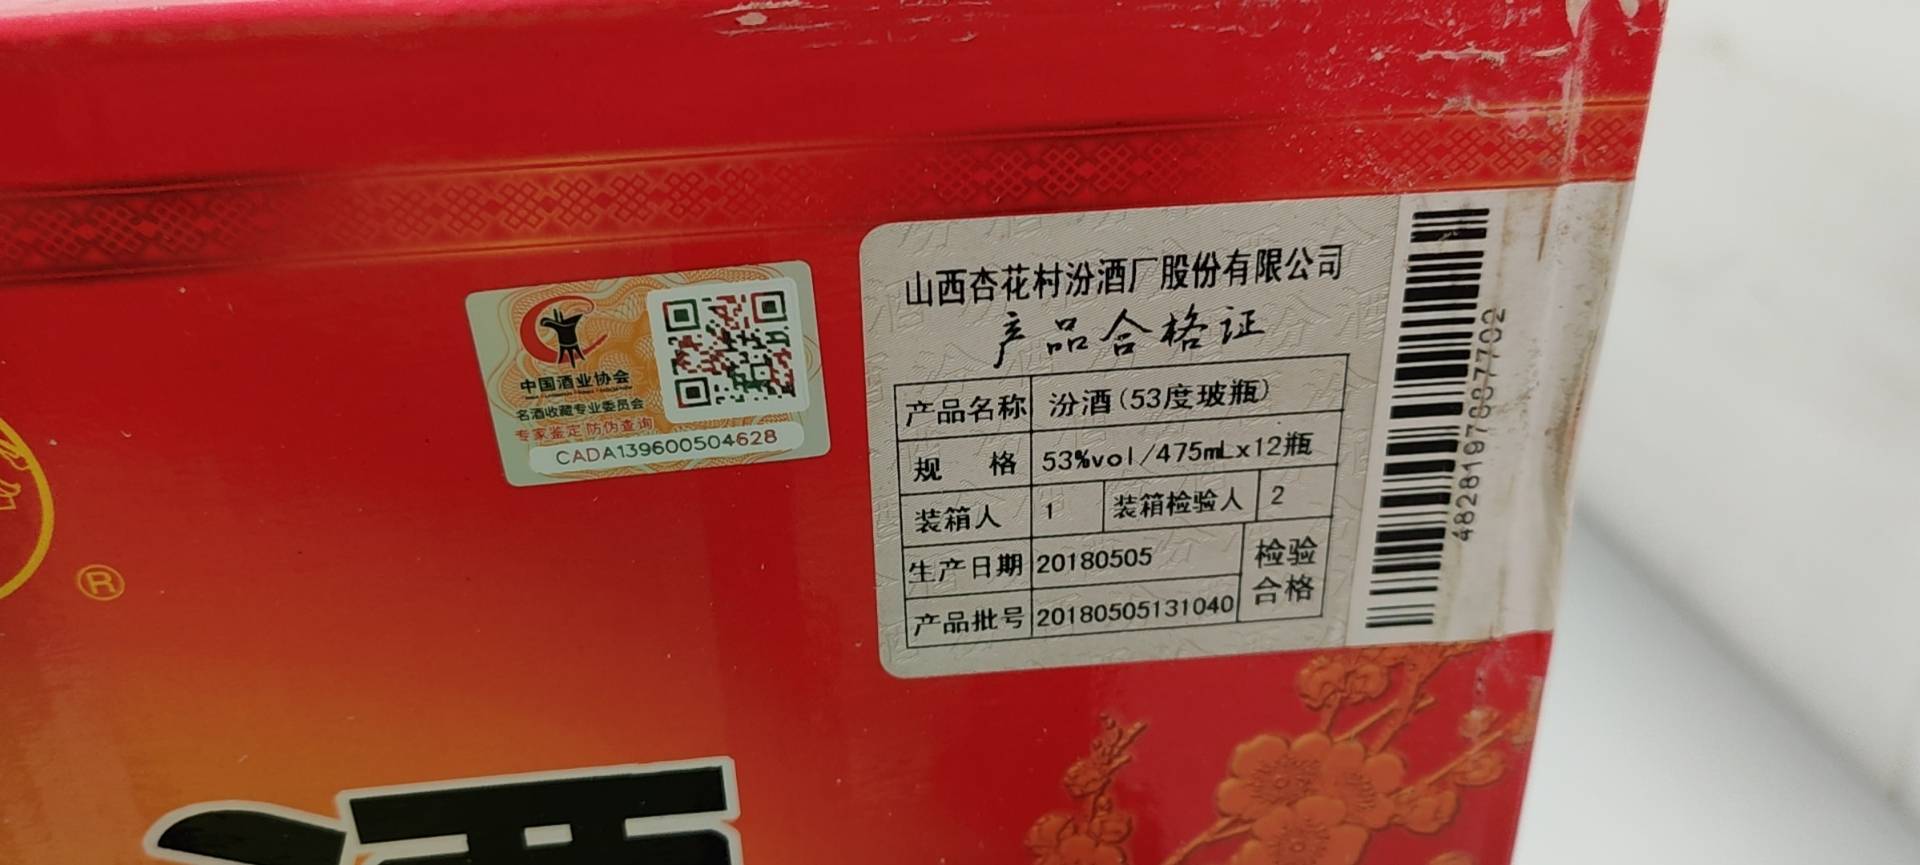 中国酒业协会
名酒收藏专业委员会
专家鉴定 防伪查询
CADA139600504628
山西杏花村汾酒厂股份有限公司
产品合格证
产品名称 汾酒(53度玻瓶)
规 格 53%vol/475mLx12瓶
装箱人 1 装箱检验人 2
生产日期 20180505
产品批号 20180505131040
检验
合格
®